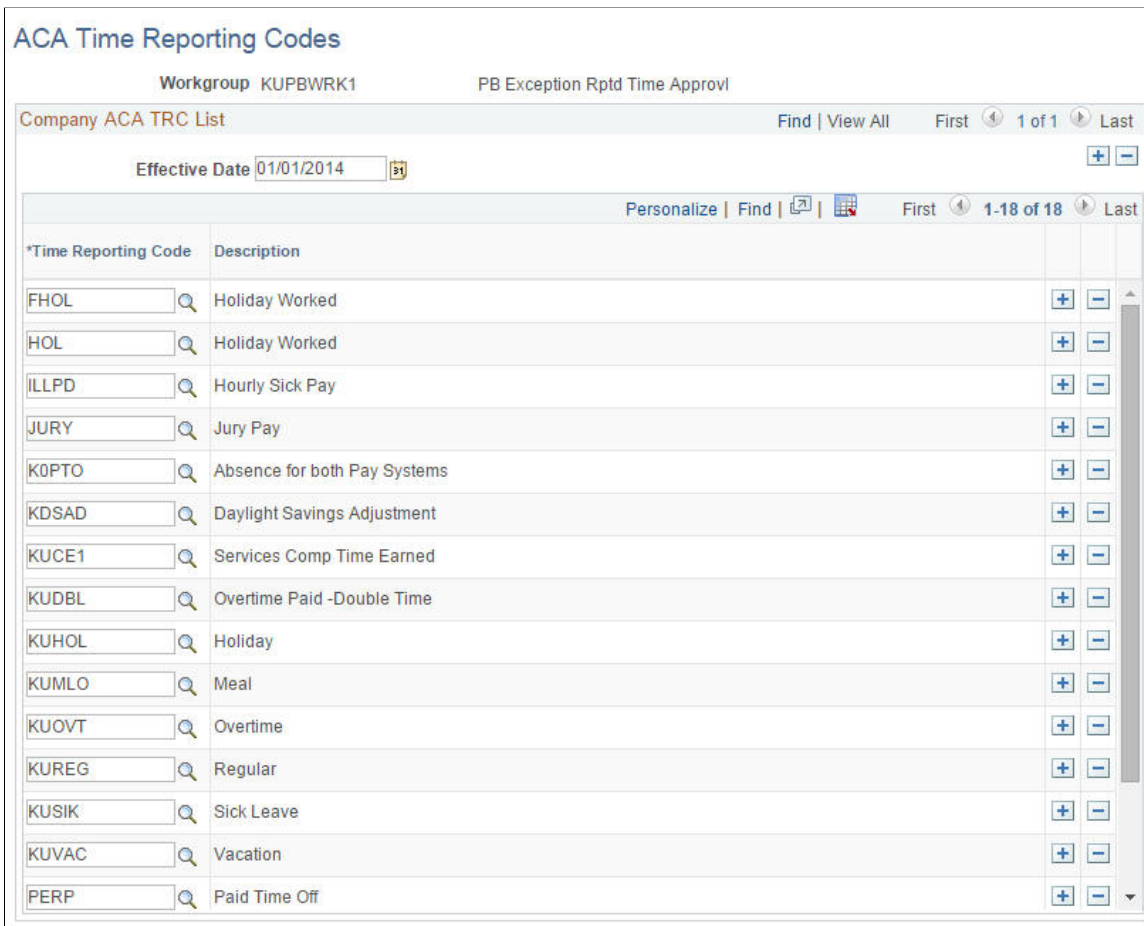 ACA Time Reporting Codes
Workgroup KUPBWRK1 PB Exception Rptd Time Approvl
Company ACA TRC List Find | View All First 1 of 1 Last
Effective Date 01/01/2014 31
Personalize | Find | | First 1-18 of 18 Last
*Time Reporting Code Description
FHOL Holiday Worked
HOL Holiday Worked
ILLPD Hourly Sick Pay
JURY Jury Pay
K0PTO Absence for both Pay Systems
KDSAD Daylight Savings Adjustment
KUCE1 Services Comp Time Earned
KUDBL Overtime Paid -Double Time
KUHOL Holiday
KUMLO Meal
KUOVT Overtime
KUREG Regular
KUSIK Sick Leave
KUVAC Vacation
PERP Paid Time Off